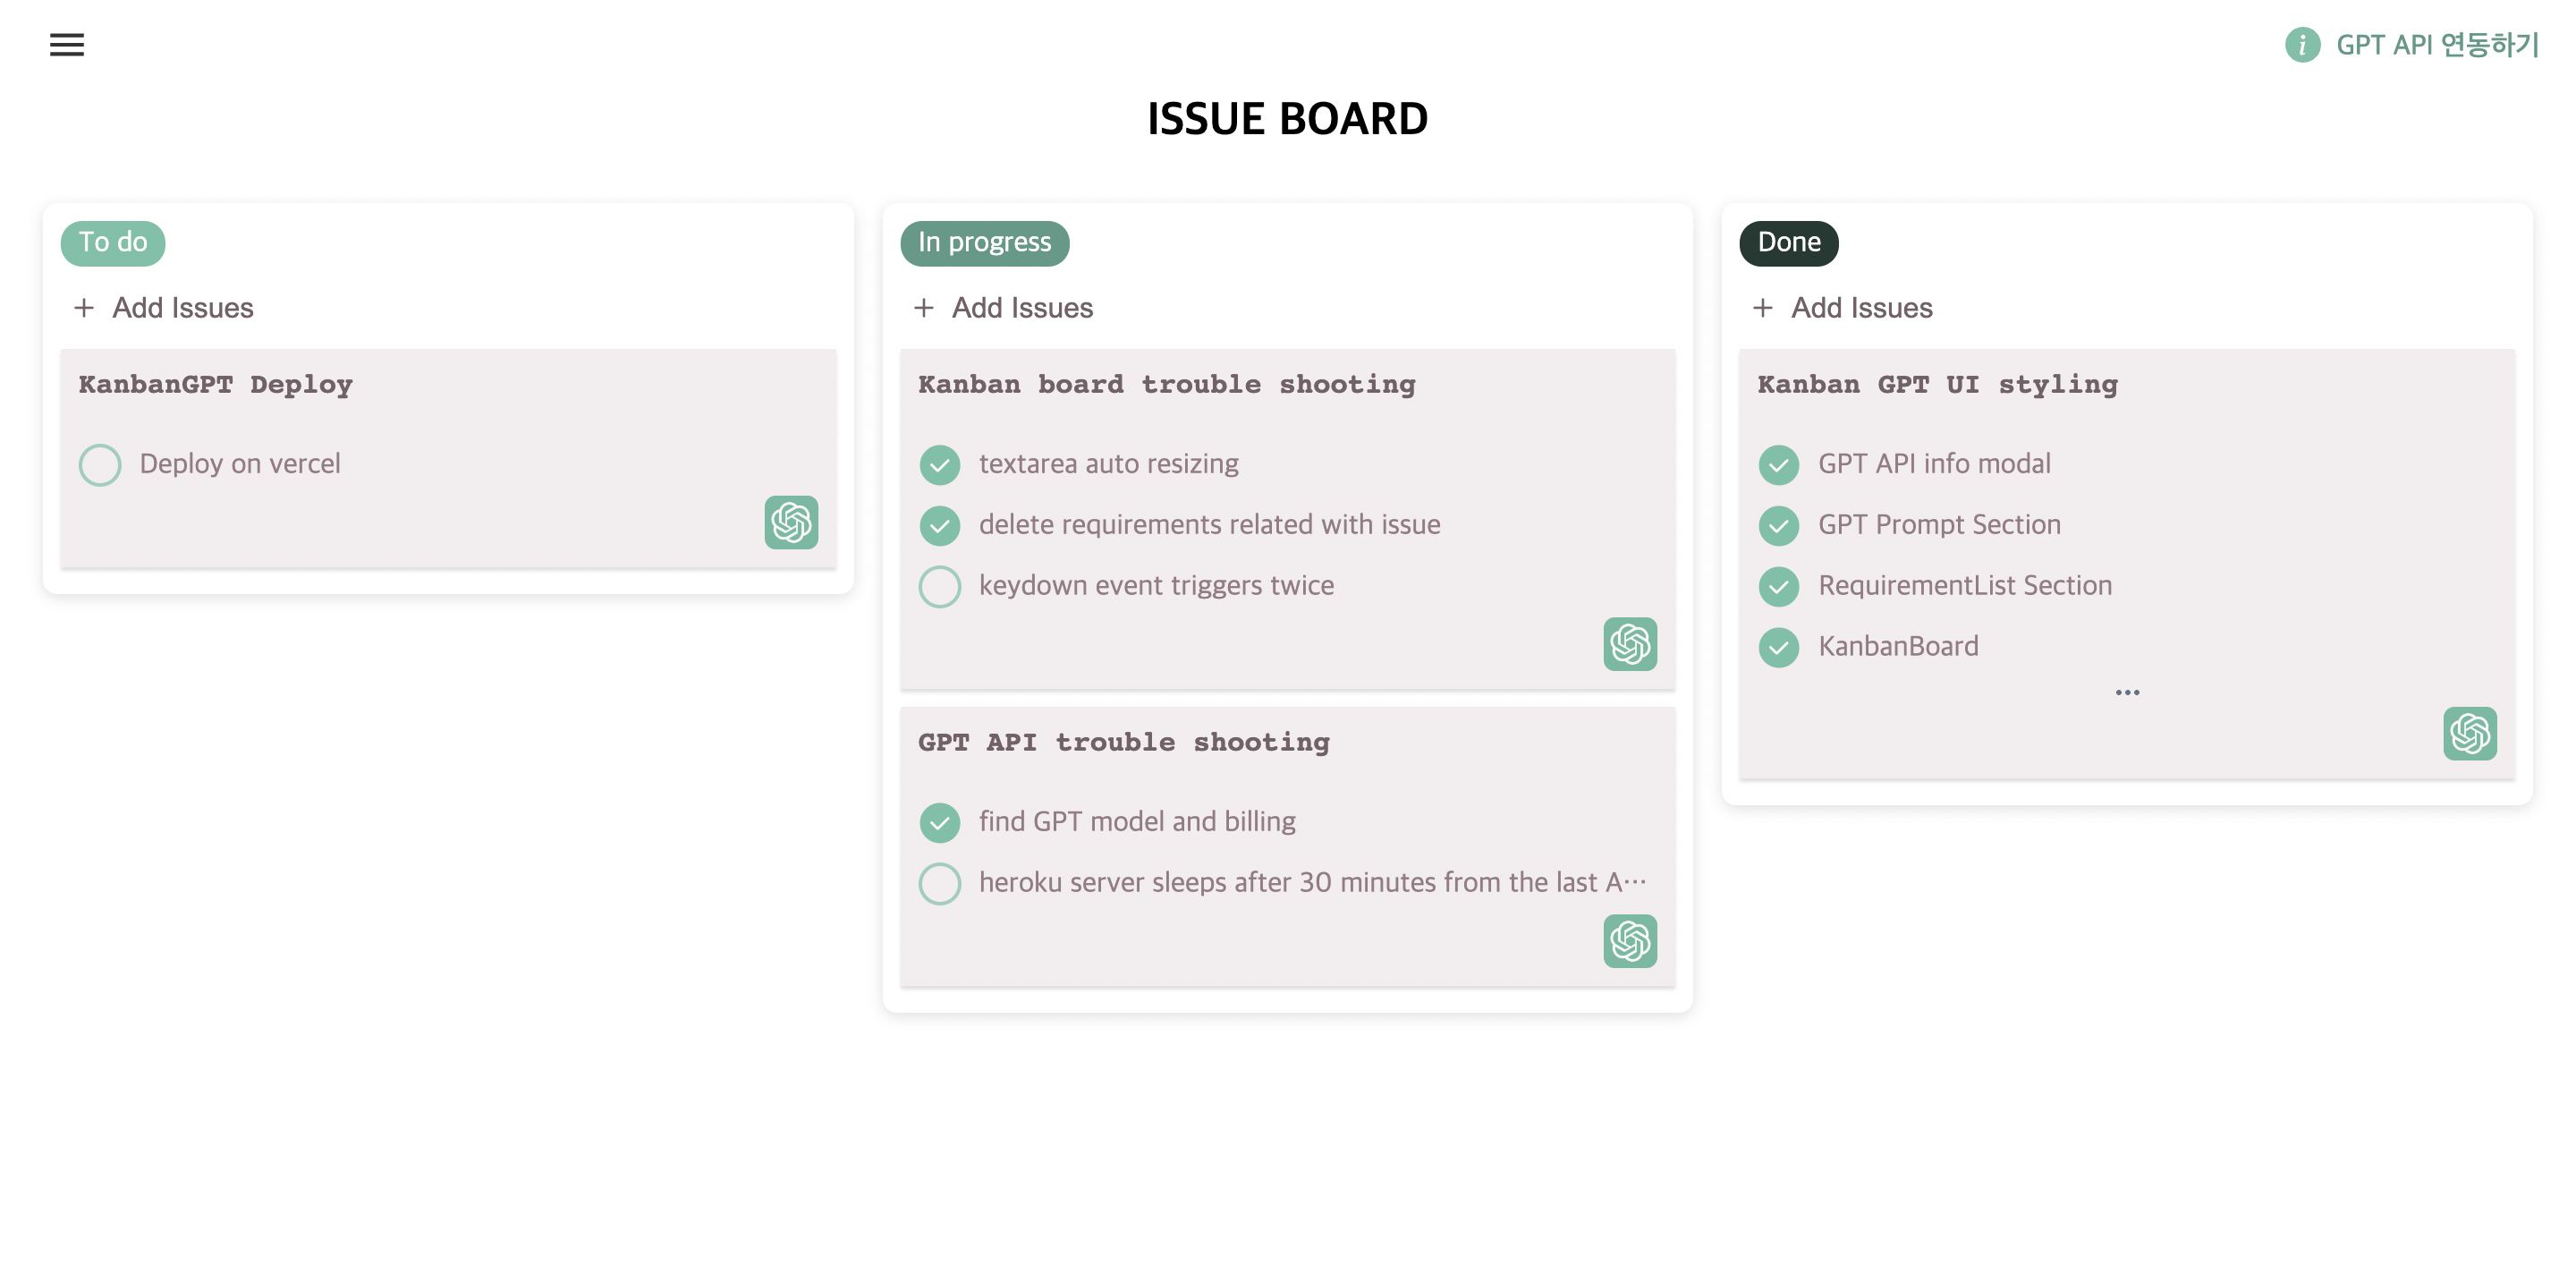 GPT API 연동하기
ISSUE BOARD
To do
+ Add Issues
KanbanGPT Deploy
Deploy on vercel
In progress
+ Add Issues
Kanban board trouble shooting
textarea auto resizing
delete requirements related with issue
keydown event triggers twice
GPT API trouble shooting
find GPT model and billing
heroku server sleeps after 30 minutes from the last A…
Done
+ Add Issues
Kanban GPT UI styling
GPT API info modal
GPT Prompt Section
RequirementList Section
KanbanBoard
...